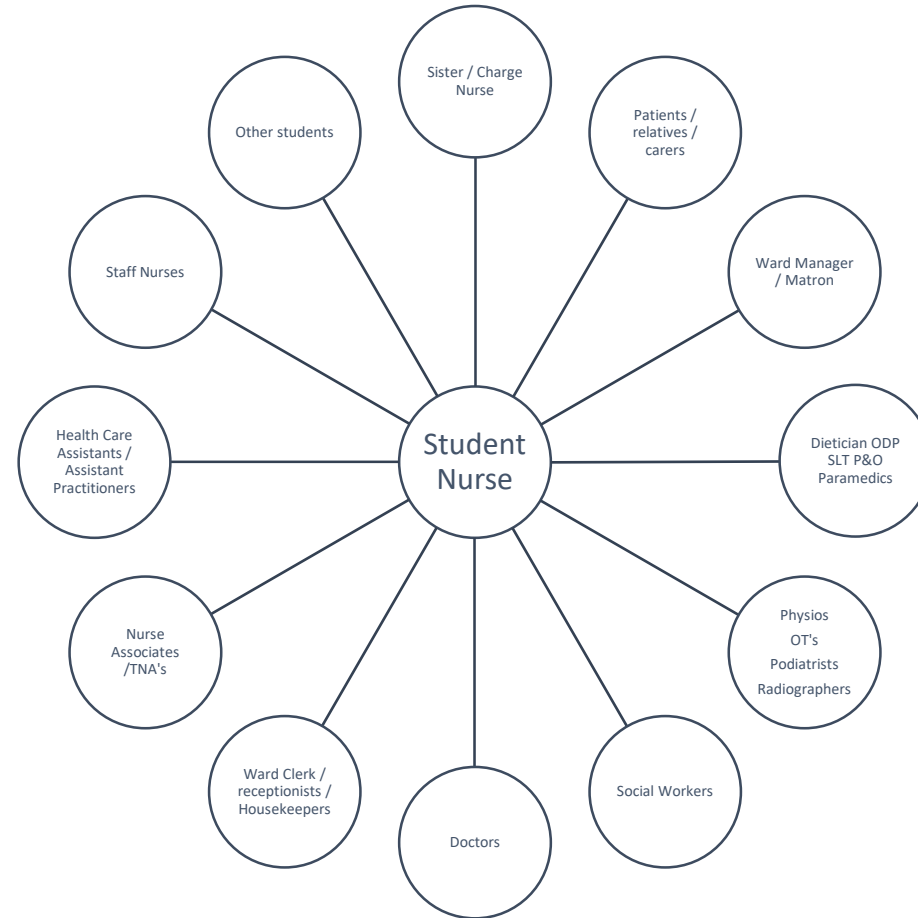 Sister / Charge
Nurse
Patients /
relatives /
carers
Ward Manager
/ Matron
Dietician ODP
SLT P&O
Paramedics
Physios
OT's
Podiatrists
Radiographers
Social Workers
Doctors
Ward Clerk /
receptionists /
Housekeepers
Nurse
Associates
/TNA's
Health Care
Assistants /
Assistant
Practitioners
Staff Nurses
Other students
Student
Nurse